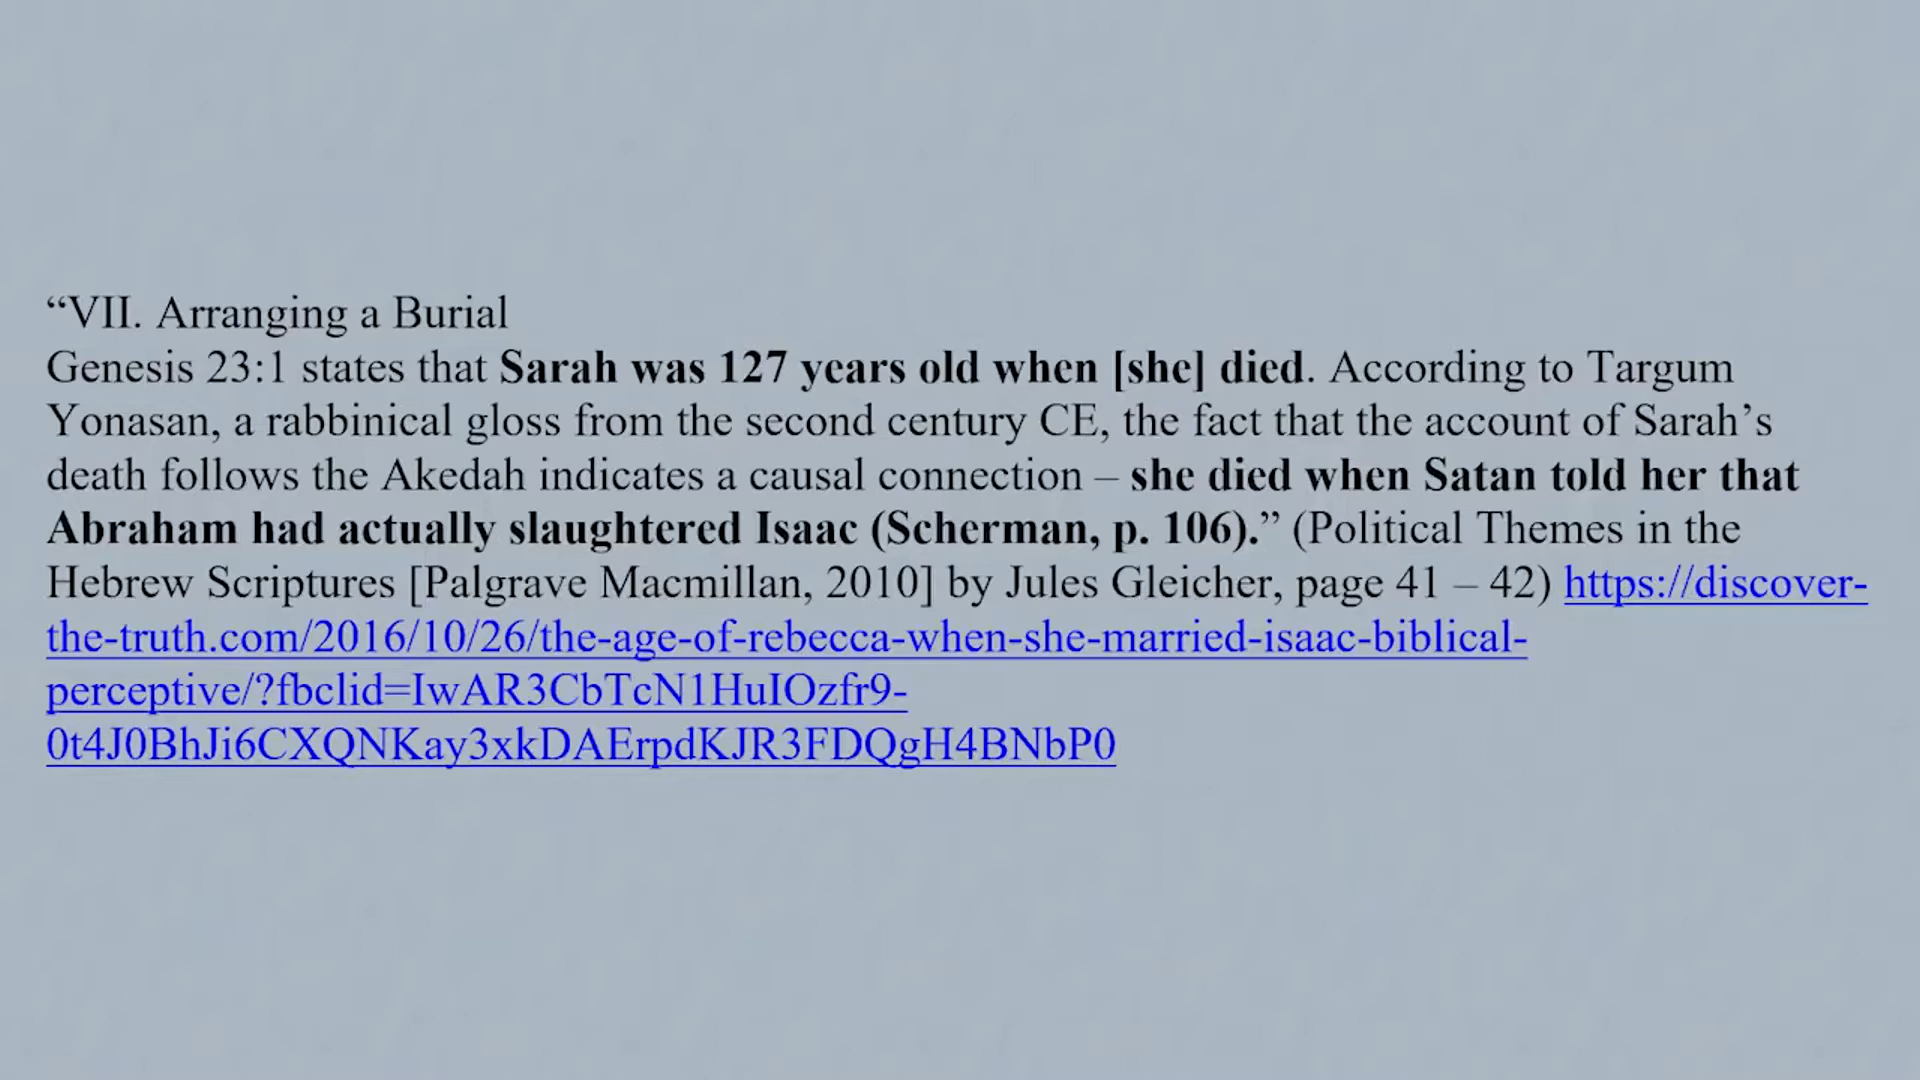 “VII. Arranging a Burial
Genesis 23:1 states that Sarah was 127 years old when [she] died. According to Targum
Yonasan, a rabbinical gloss from the second century CE, the fact that the account of Sarah’s
death follows the Akedah indicates a causal connection – she died when Satan told her that
Abraham had actually slaughtered Isaac (Scherman, p. 106).” (Political Themes in the
Hebrew Scriptures [Palgrave Macmillan, 2010] by Jules Gleicher, page 41 – 42) https://discover-
the-truth.com/2016/10/26/the-age-of-rebecca-when-she-married-isaac-biblical-
perceptive/?fbclid=IwAR3CbTcN1HuIOzfr9-
0t4J0BhJi6CXQNKay3xkDAErpdKJR3FDQgH4BNbP0